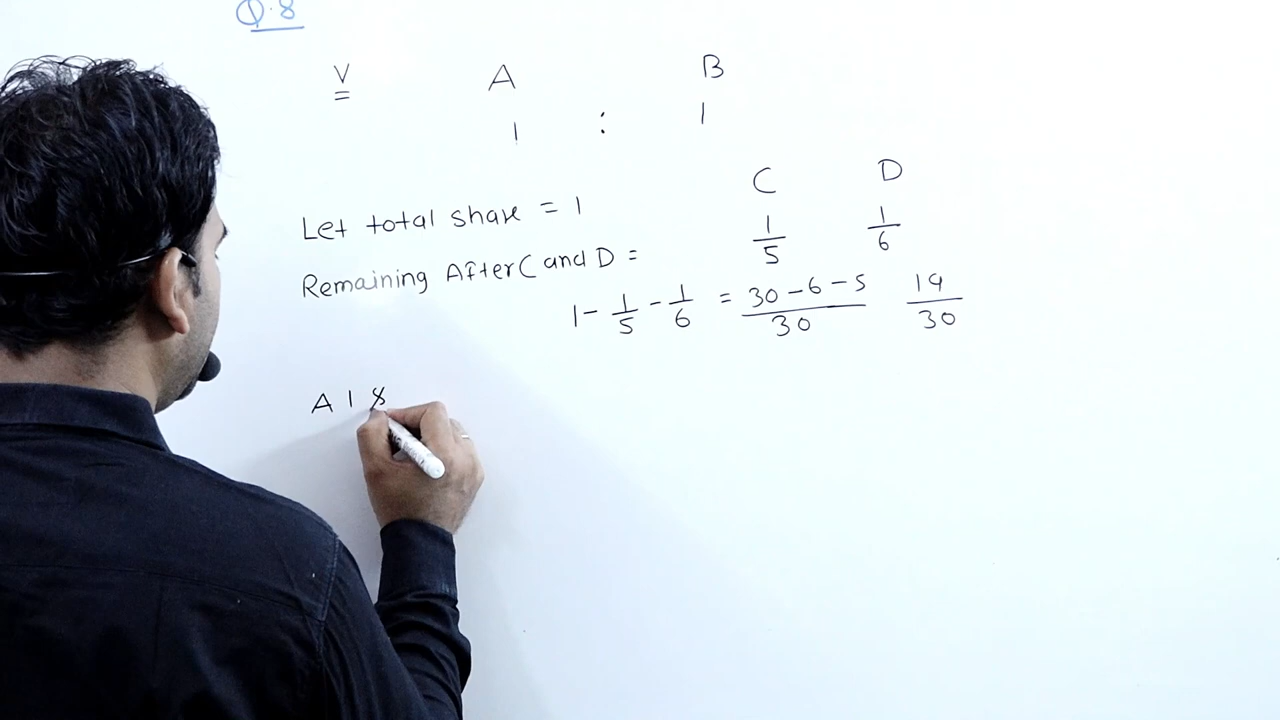 Q.8
V A B
1 : 1
C D
Let total share = 1
1/5 1/6
Remaining After C and D =
1 - 1/5 - 1/6 = 30-6-5/30 19/30
A 1 8